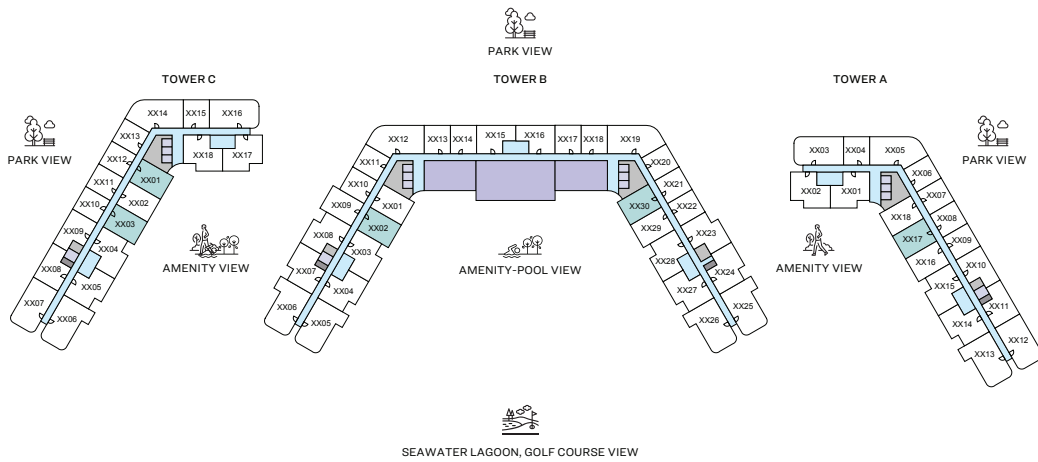 PARK VIEW
TOWER C
TOWER B
TOWER A
XX14
XX15
XX16
XX13
XX12
XX11
XX10
XX09
XX08
XX07
XX06
XX05
XX04
XX03
XX02
XX01
XX18
XX17
PARK VIEW
AMENITY VIEW
XX12
XX13
XX14
XX15
XX16
XX17
XX18
XX19
XX11
XX10
XX09
XX08
XX07
XX06
XX05
XX04
XX03
XX02
XX01
XX20
XX21
XX22
XX23
XX24
XX25
XX26
XX27
XX28
XX29
XX30
AMENITY-POOL VIEW
XX03
XX04
XX05
XX02
XX01
XX06
XX07
XX08
XX09
XX10
XX11
XX12
XX13
XX14
XX15
XX16
XX17
XX18
PARK VIEW
AMENITY VIEW
SEAWATER LAGOON, GOLF COURSE VIEW